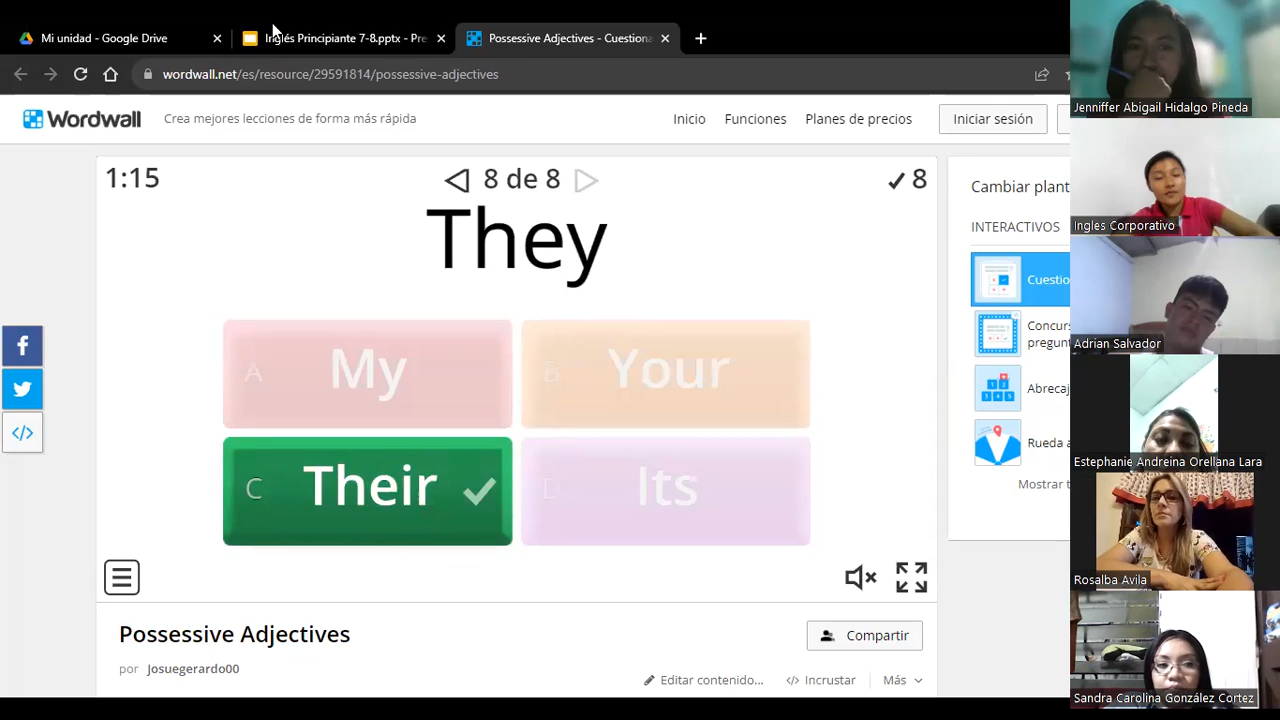 Mi unidad - Google Drive
Inglés Principiante 7-8.pptx - Pre
Possessive Adjectives - Cuestiona
wordwall.net/es/resource/29591814/possessive-adjectives
Wordwall
Crea mejores lecciones de forma más rápida
Inicio
Funciones
Planes de precios
Iniciar sesión
1:15
8 de 8
8
They
A My
B Your
C Their
D Its
Cambiar plant
INTERACTIVOS
Cuestio
Concurs
pregunt
Abrecaj
Rueda a
Mostrar t
Possessive Adjectives
Compartir
por Josuegerardo00
Editar contenido...
Incrustar
Más
Jenniffer Abigail Hidalgo Pineda
Ingles Corporativo
Adrian Salvador
Estephanie Andreina Orellana Lara
Rosalba Avila
Sandra Carolina González Cortez